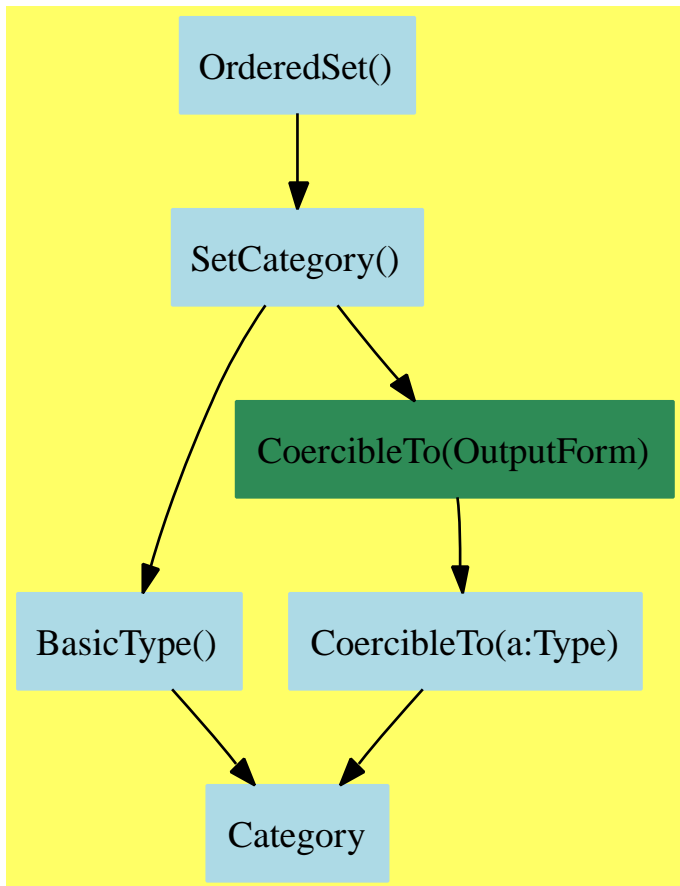 OrderedSet()
SetCategory()
CoercibleTo(OutputForm)
BasicType()
CoercibleTo(a:Type)
Category